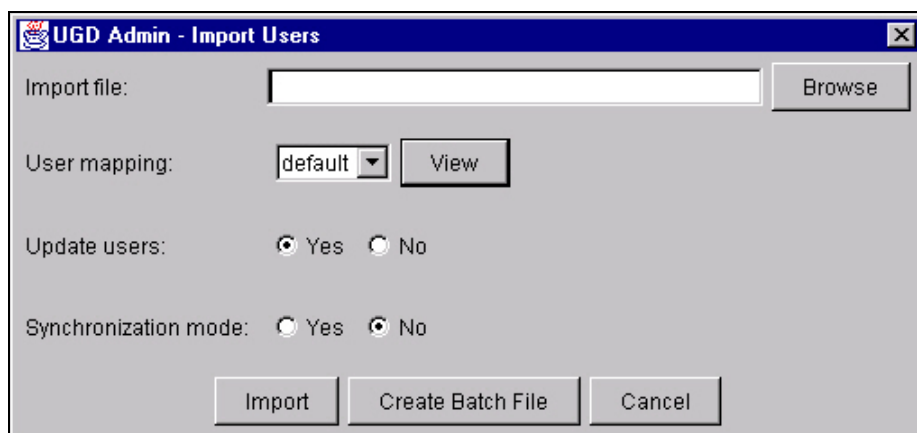 UGD Admin - Import Users
Import file: Browse
User mapping: default View
Update users: Yes No
Synchronization mode: Yes No
Import Create Batch File Cancel